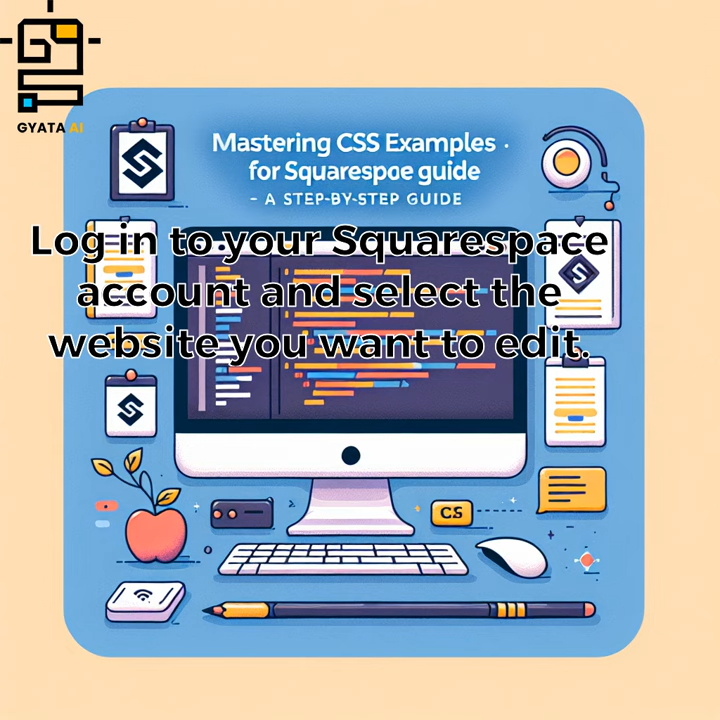 GYATA AI
Mastering CSS Examples
for Squarespoe guide
- A STEP-BY-STEP GUIDE
Log in to your Squarespace
account and select the
website you want to edit.
CS